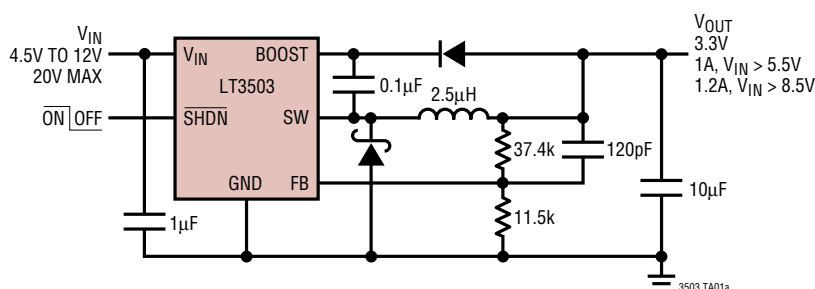 VIN
4.5V TO 12V
20V MAX
ON OFF
VIN
BOOST
LT3503
SHDN
SW
GND
FB
0.1µF
2.5µH
37.4k
120pF
11.5k
1µF
10µF
VOUT
3.3V
1A, VIN > 5.5V
1.2A, VIN > 8.5V
3503 TA01a